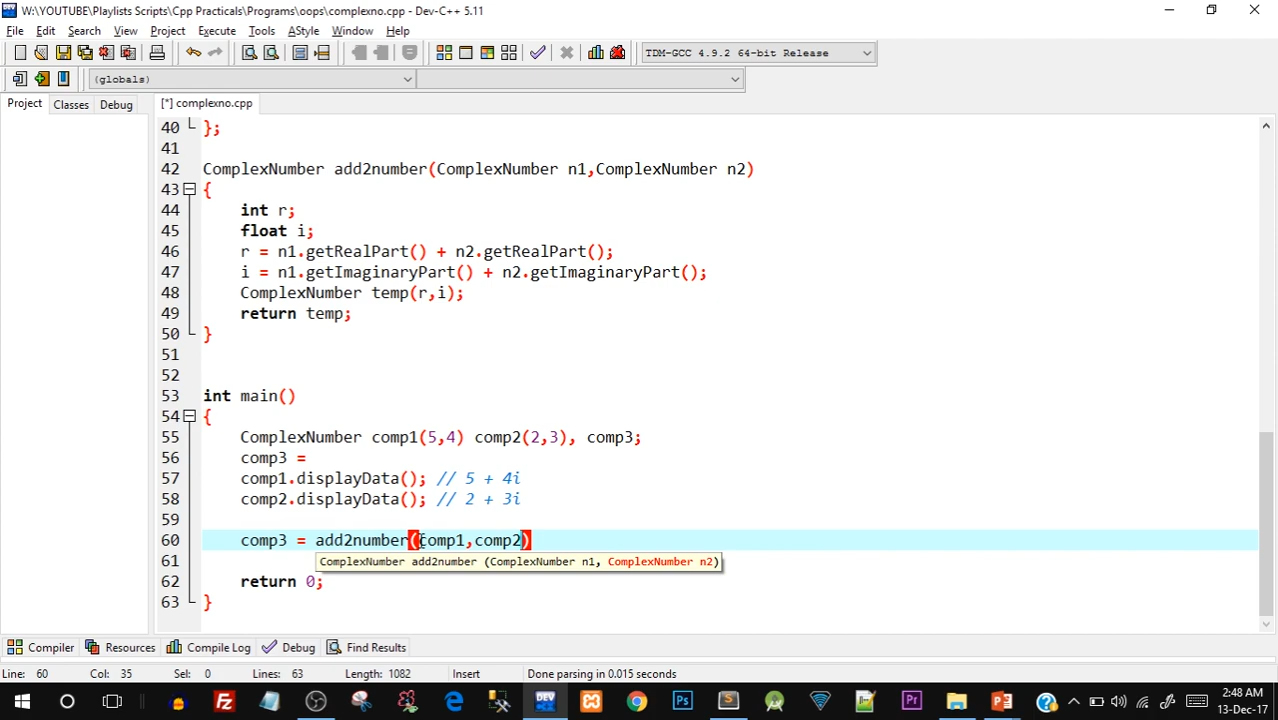 W:\YOUTUBE\Playlists Scripts\Cpp Practicals\Programs\oops\complexno.cpp - Dev-C++ 5.11
File Edit Search View Project Execute Tools AStyle Window Help
TDM-GCC 4.9.2 64-bit Release
(globals)
Project Classes Debug [*] complexno.cpp
40 };
41
42 ComplexNumber add2number(ComplexNumber n1,ComplexNumber n2)
43 {
44 int r;
45 float i;
46 r = n1.getRealPart() + n2.getRealPart();
47 i = n1.getImaginaryPart() + n2.getImaginaryPart();
48 ComplexNumber temp(r,i);
49 return temp;
50 }
51
52
53 int main()
54 {
55 ComplexNumber comp1(5,4) comp2(2,3), comp3;
56 comp3 =
57 comp1.displayData(); // 5 + 4i
58 comp2.displayData(); // 2 + 3i
59
60 comp3 = add2number(comp1,comp2)
61 ComplexNumber add2number (ComplexNumber n1, ComplexNumber n2)
62 return 0;
63 }
Compiler Resources Compile Log Debug Find Results
Line: 60 Col: 35 Sel: 0 Lines: 63 Length: 1082 Insert Done parsing in 0.015 seconds
2:48 AM
13-Dec-17